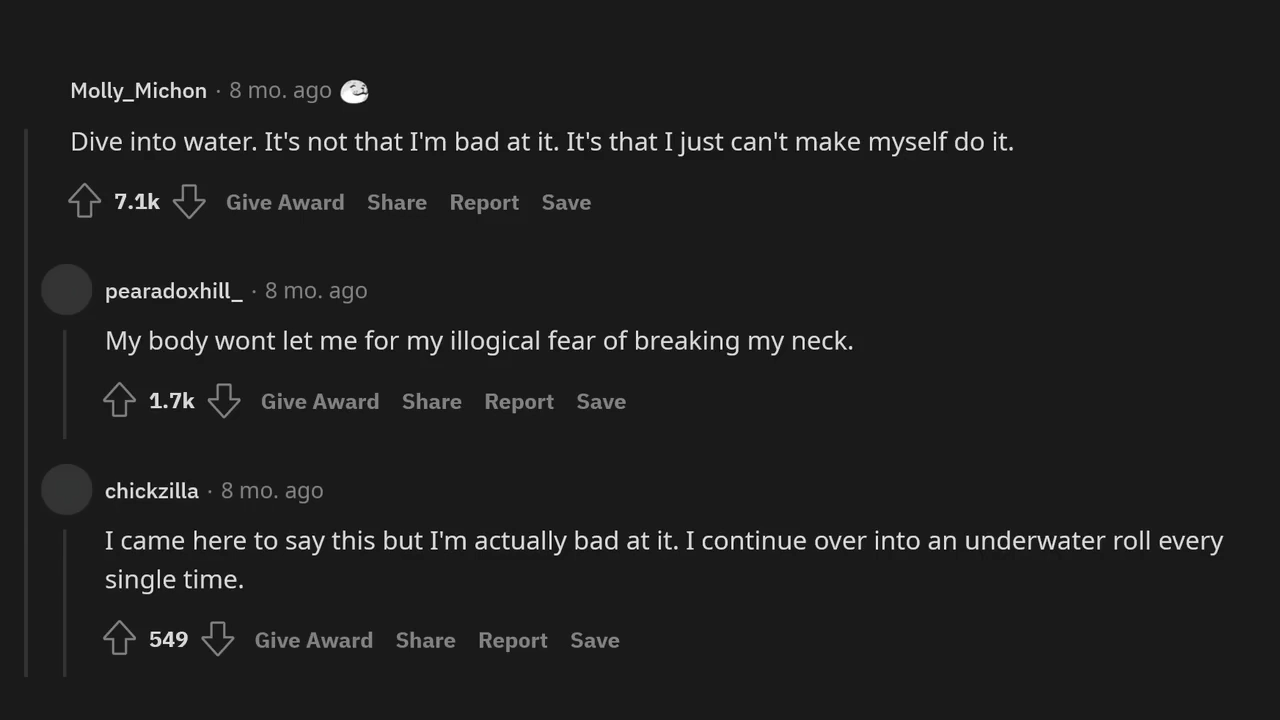 Molly_Michon · 8 mo. ago
Dive into water. It's not that I'm bad at it. It's that I just can't make myself do it.
7.1k Give Award Share Report Save
pearadoxhill_ · 8 mo. ago
My body wont let me for my illogical fear of breaking my neck.
1.7k Give Award Share Report Save
chickzilla · 8 mo. ago
I came here to say this but I'm actually bad at it. I continue over into an underwater roll every
single time.
549 Give Award Share Report Save